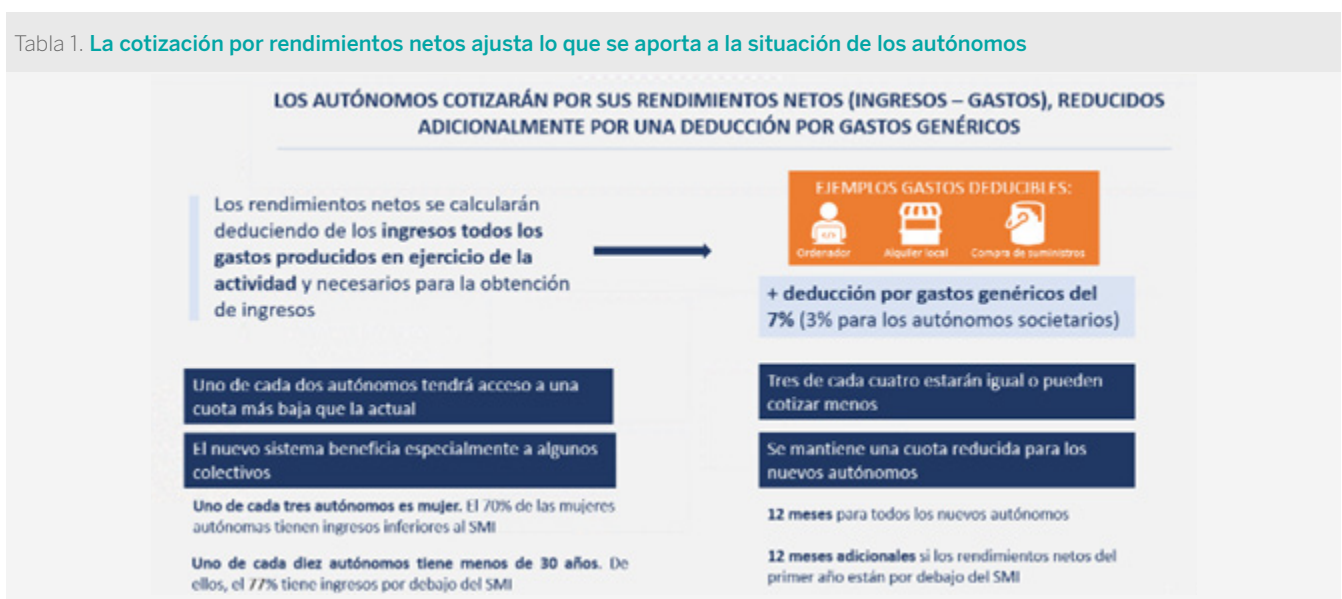 Tabla 1. La cotización por rendimientos netos ajusta lo que se aporta a la situación de los autónomos
LOS AUTÓNOMOS COTIZARÁN POR SUS RENDIMIENTOS NETOS (INGRESOS – GASTOS), REDUCIDOS
ADICIONALMENTE POR UNA DEDUCCIÓN POR GASTOS GENÉRICOS
Los rendimientos netos se calcularán
deduciendo de los ingresos todos los
gastos producidos en ejercicio de la
actividad y necesarios para la obtención
de ingresos
EJEMPLOS GASTOS DEDUCIBLES:
Ordenador Alquiler local Compra de suministros
+ deducción por gastos genéricos del
7% (3% para los autónomos societarios)
Uno de cada dos autónomos tendrá acceso a una
cuota más baja que la actual
El nuevo sistema beneficia especialmente a algunos
colectivos
Uno de cada tres autónomos es mujer. El 70% de las mujeres
autónomas tienen ingresos inferiores al SMI
Uno de cada diez autónomos tiene menos de 30 años. De
ellos, el 77% tiene ingresos por debajo del SMI
Tres de cada cuatro estarán igual o pueden
cotizar menos
Se mantiene una cuota reducida para los
nuevos autónomos
12 meses para todos los nuevos autónomos
12 meses adicionales si los rendimientos netos del
primer año están por debajo del SMI